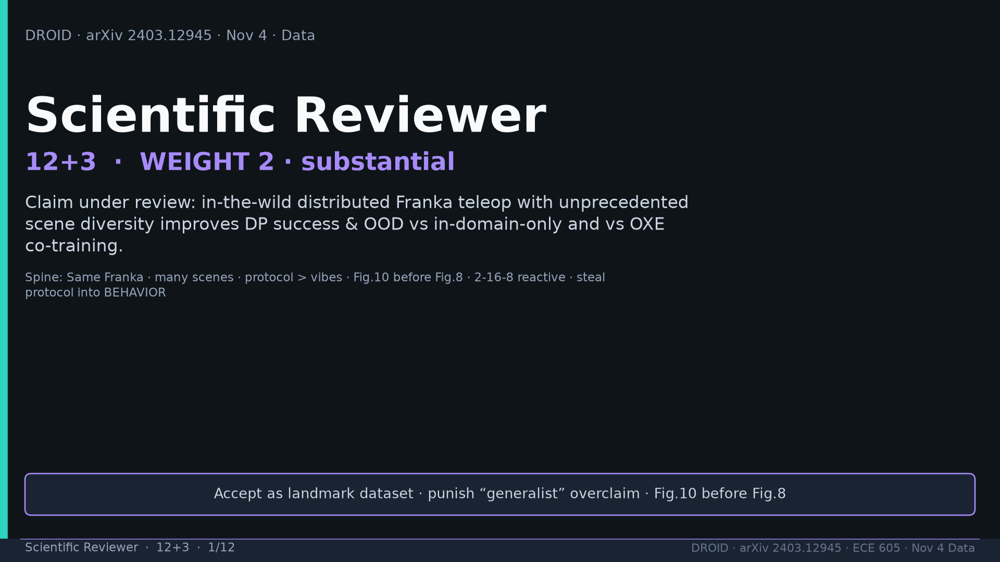 DROID · arXiv 2403.12945 · Nov 4 · Data
Scientific Reviewer
12+3 · WEIGHT 2 · substantial
Claim under review: in-the-wild distributed Franka teleop with unprecedented
scene diversity improves DP success & OOD vs in-domain-only and vs OXE
co-training.
Spine: Same Franka · many scenes · protocol > vibes · Fig.10 before Fig.8 · 2-16-8 reactive · steal
protocol into BEHAVIOR
Accept as landmark dataset · punish “generalist” overclaim · Fig.10 before Fig.8
Scientific Reviewer · 12+3 · 1/12
DROID · arXiv 2403.12945 · ECE 605 · Nov 4 Data